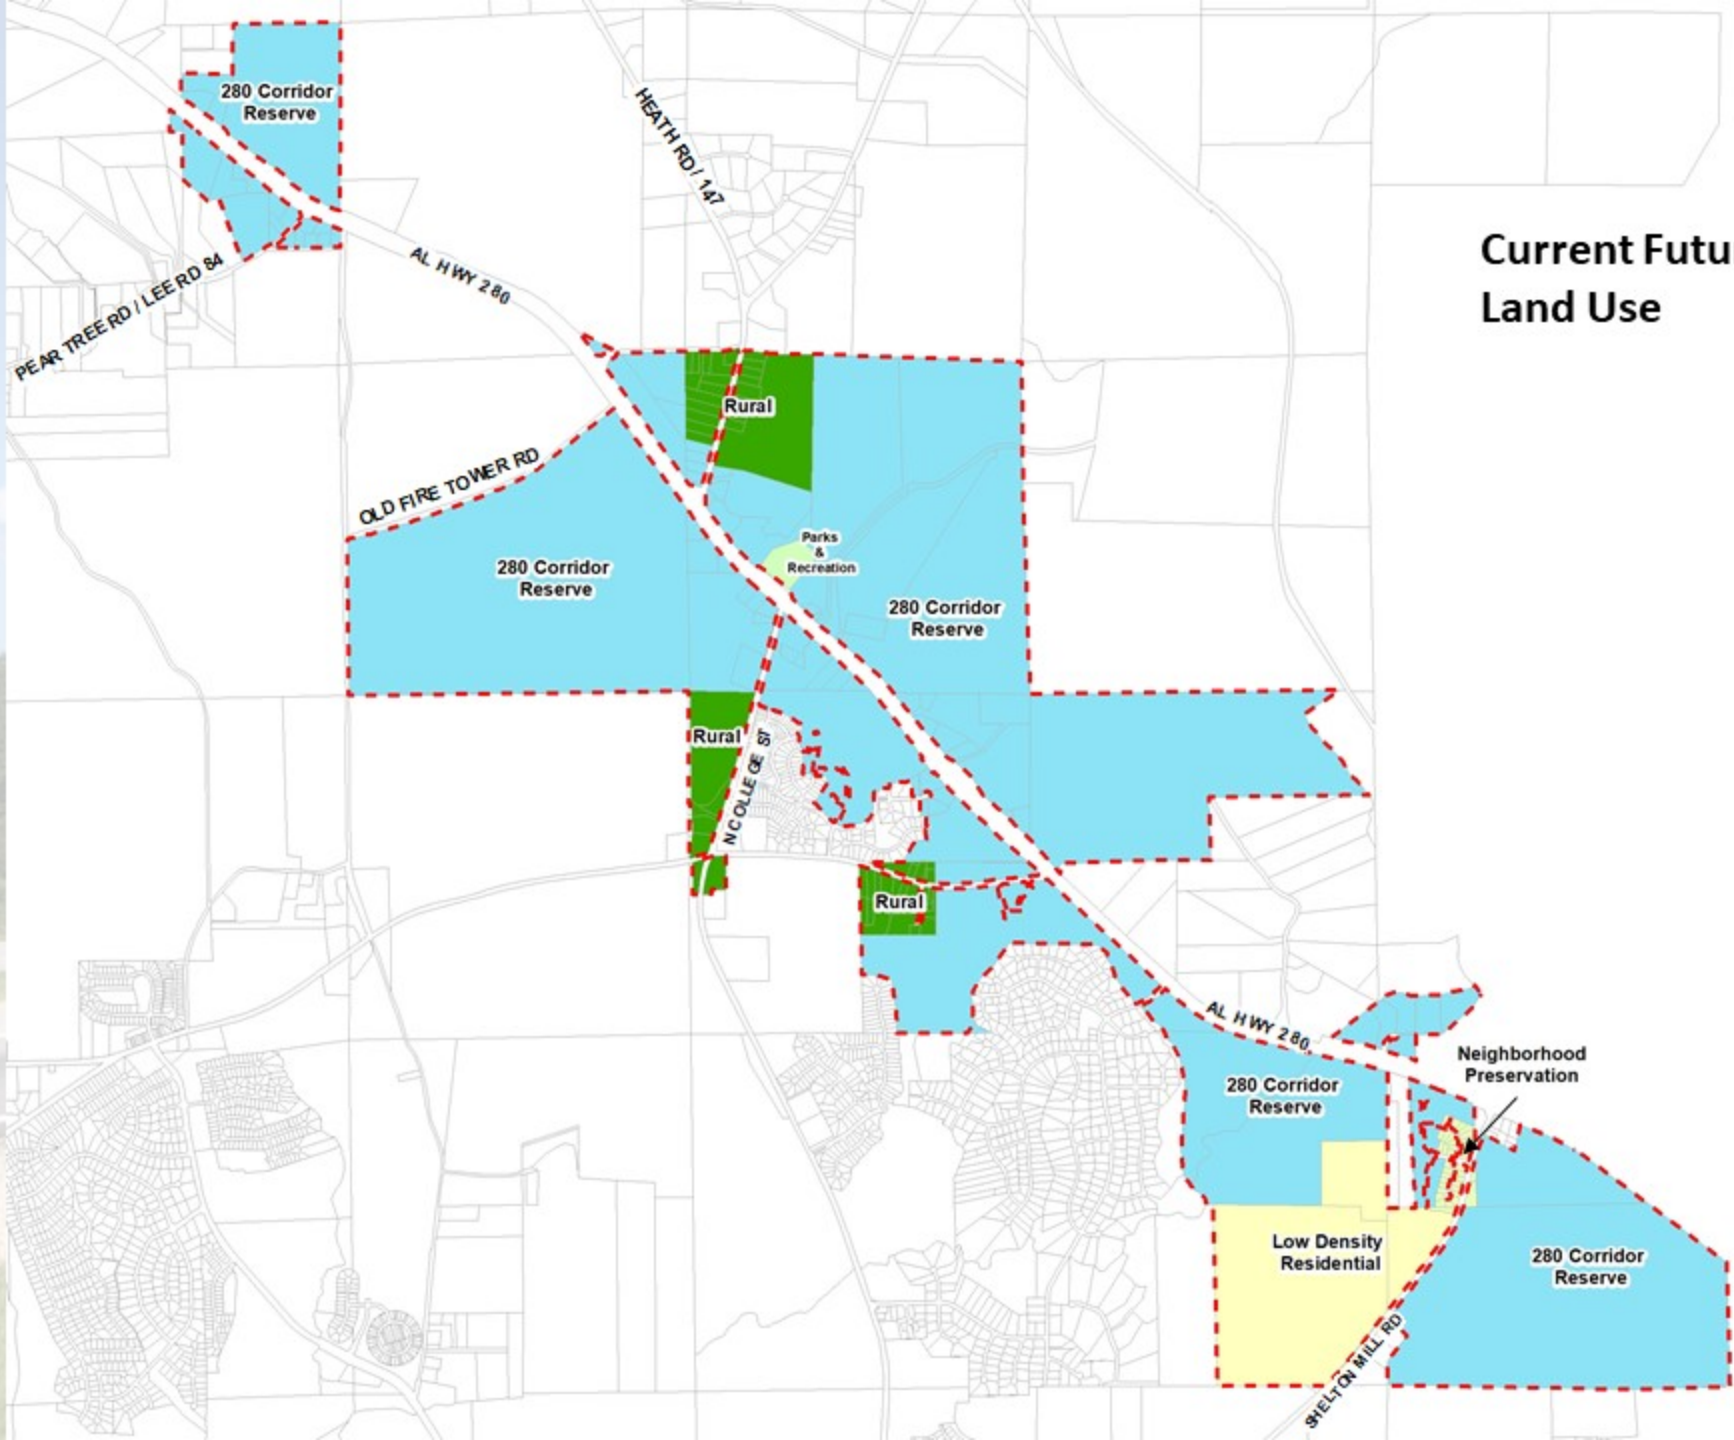 280 Corridor
Reserve
HEATH RD / 147
Current Futu
Land Use
PEAR TREE RD / LEE RD 84
AL HWY 280
Rural
OLD FIRE TOWER RD
Parks
&
Recreation
280 Corridor
Reserve
280 Corridor
Reserve
Rural
N COLLEGE ST
Rural
AL HWY 280
Neighborhood
Preservation
280 Corridor
Reserve
Low Density
Residential
280 Corridor
Reserve
SHELTON MILL RD